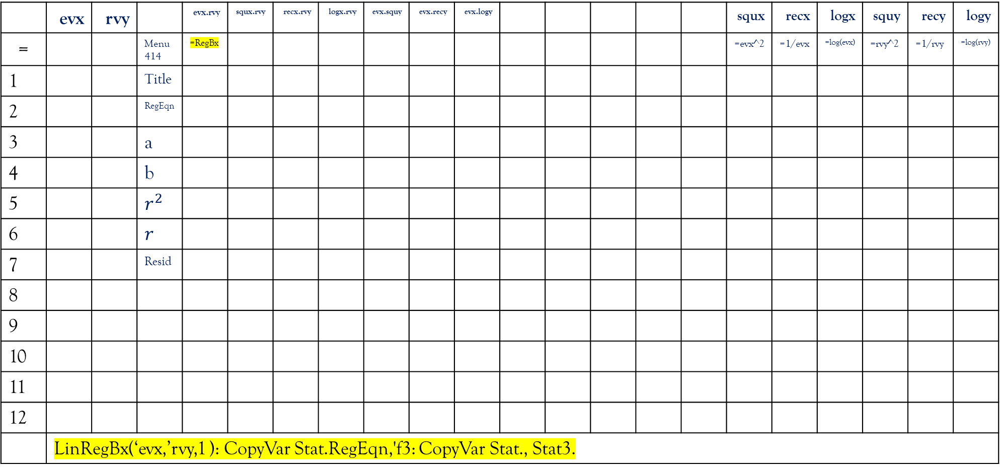 evx rvy evx.rvy squx.rvy recx.rvy logx.rvy evx.squy evx.recy evx.logy squx recx logx squy recy logy
= Menu 414 =RegBx =evx^2 =1/evx =log(evx) =rvy^2 =1/rvy =log(rvy)
1 Title
2 RegEqn
3 a
4 b
5 r²
6 r
7 Resid
8
9
10
11
12
LinRegBx(‘evx,’rvy,1 ): CopyVar Stat.RegEqn,'f3: CopyVar Stat., Stat3.